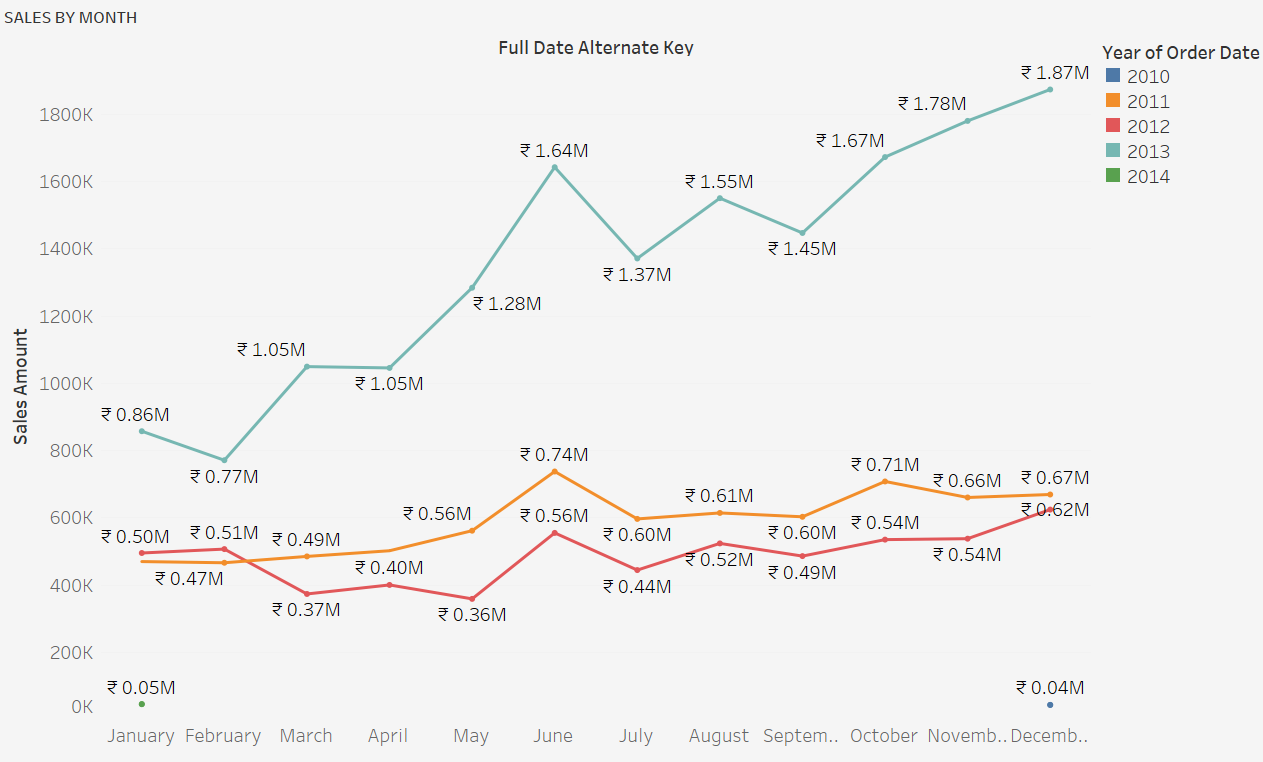 SALES BY MONTH
Full Date Alternate Key
Year of Order Date
2010
2011
2012
2013
2014
Sales Amount
1800K
1600K
1400K
1200K
1000K
800K
600K
400K
200K
0K
₹ 1.87M
₹ 1.78M
₹ 1.67M
₹ 1.64M
₹ 1.55M
₹ 1.45M
₹ 1.37M
₹ 1.28M
₹ 1.05M
₹ 1.05M
₹ 0.86M
₹ 0.77M
₹ 0.74M
₹ 0.71M
₹ 0.66M
₹ 0.67M
₹ 0.61M
₹ 0.56M
₹ 0.56M
₹ 0.62M
₹ 0.50M
₹ 0.51M
₹ 0.49M
₹ 0.60M
₹ 0.60M
₹ 0.54M
₹ 0.54M
₹ 0.52M
₹ 0.47M
₹ 0.40M
₹ 0.49M
₹ 0.44M
₹ 0.37M
₹ 0.36M
₹ 0.05M
₹ 0.04M
January February March April May June July August Septem.. October Novemb.. Decemb..